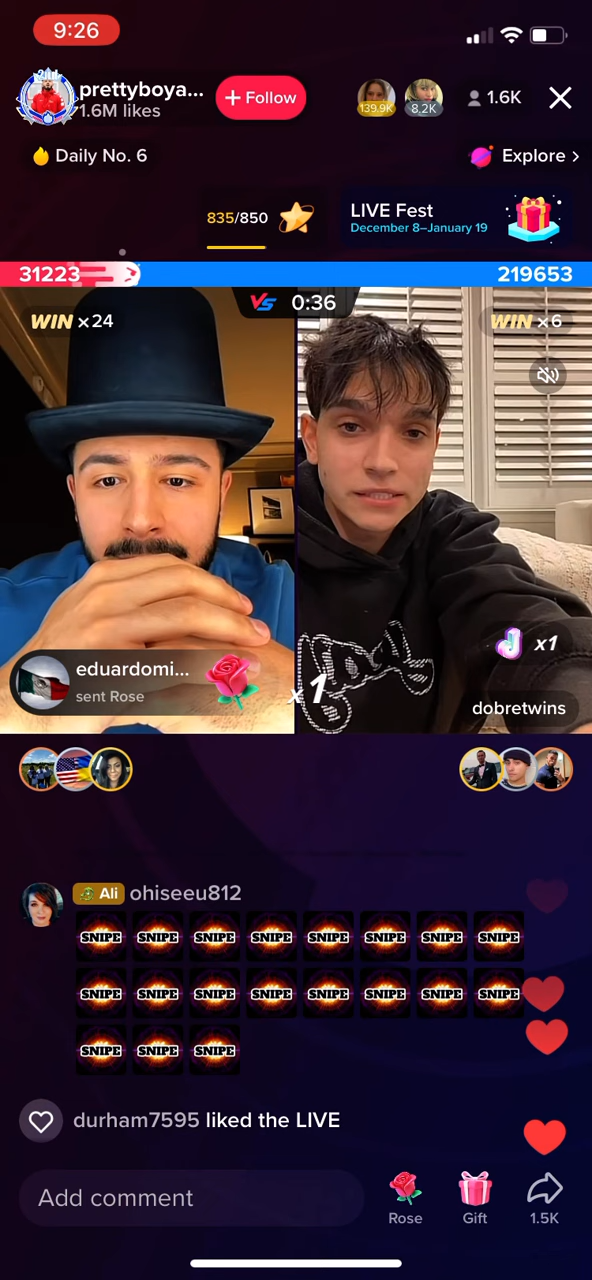 9:26
prettyboya...
1.6M likes
+ Follow
139.9K
8.2K
1.6K
Daily No. 6
Explore >
835/850
LIVE Fest
December 8–January 19
31223
219653
VS 0:36
WIN x24
WIN x6
x1
eduardomi...
sent Rose
x1
dobretwins
Ali ohiseeu812
SNIPE SNIPE SNIPE SNIPE SNIPE SNIPE SNIPE SNIPE
SNIPE SNIPE SNIPE SNIPE SNIPE SNIPE SNIPE SNIPE
SNIPE SNIPE SNIPE
durham7595 liked the LIVE
Add comment
Rose
Gift
1.5K